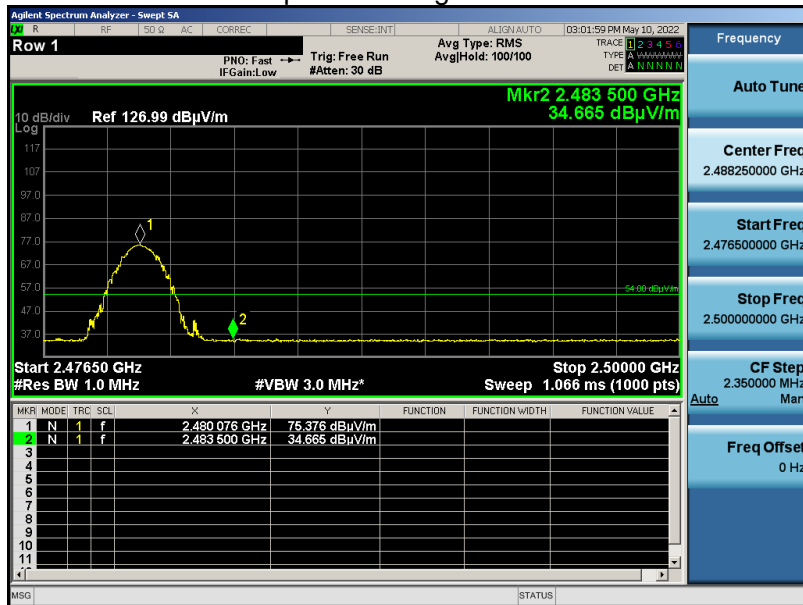 Agilent Spectrum Analyzer - Swept SA
LXI R RF 50 Ω AC CORREC SENSE:INT ALIGN AUTO 03:01:59 PM May 10, 2022
Row 1
PNO: Fast
IFGain:Low
Trig: Free Run
#Atten: 30 dB
Avg Type: RMS
Avg|Hold: 100/100
TRACE 1 2 3 4 5 6
TYPE A WWWWW
DET A N N N N N
Mkr2 2.483 500 GHz
34.665 dBµV/m
10 dB/div Ref 126.99 dBµV/m
Log
117
107
97.0
87.0
77.0
67.0
57.0
47.0
37.0
1
2
54.00 dBµV/m
Start 2.47650 GHz Stop 2.50000 GHz
#Res BW 1.0 MHz #VBW 3.0 MHz* Sweep 1.066 ms (1000 pts)
MKR MODE TRC SCL X Y FUNCTION FUNCTION WIDTH FUNCTION VALUE
1 N 1 f 2.480 076 GHz 75.376 dBµV/m
2 N 1 f 2.483 500 GHz 34.665 dBµV/m
3
4
5
6
7
8
9
10
11
MSG STATUS
Frequency
Auto Tune
Center Freq
2.488250000 GHz
Start Freq
2.476500000 GHz
Stop Freq
2.500000000 GHz
CF Step
2.350000 MHz
Auto Man
Freq Offset
0 Hz